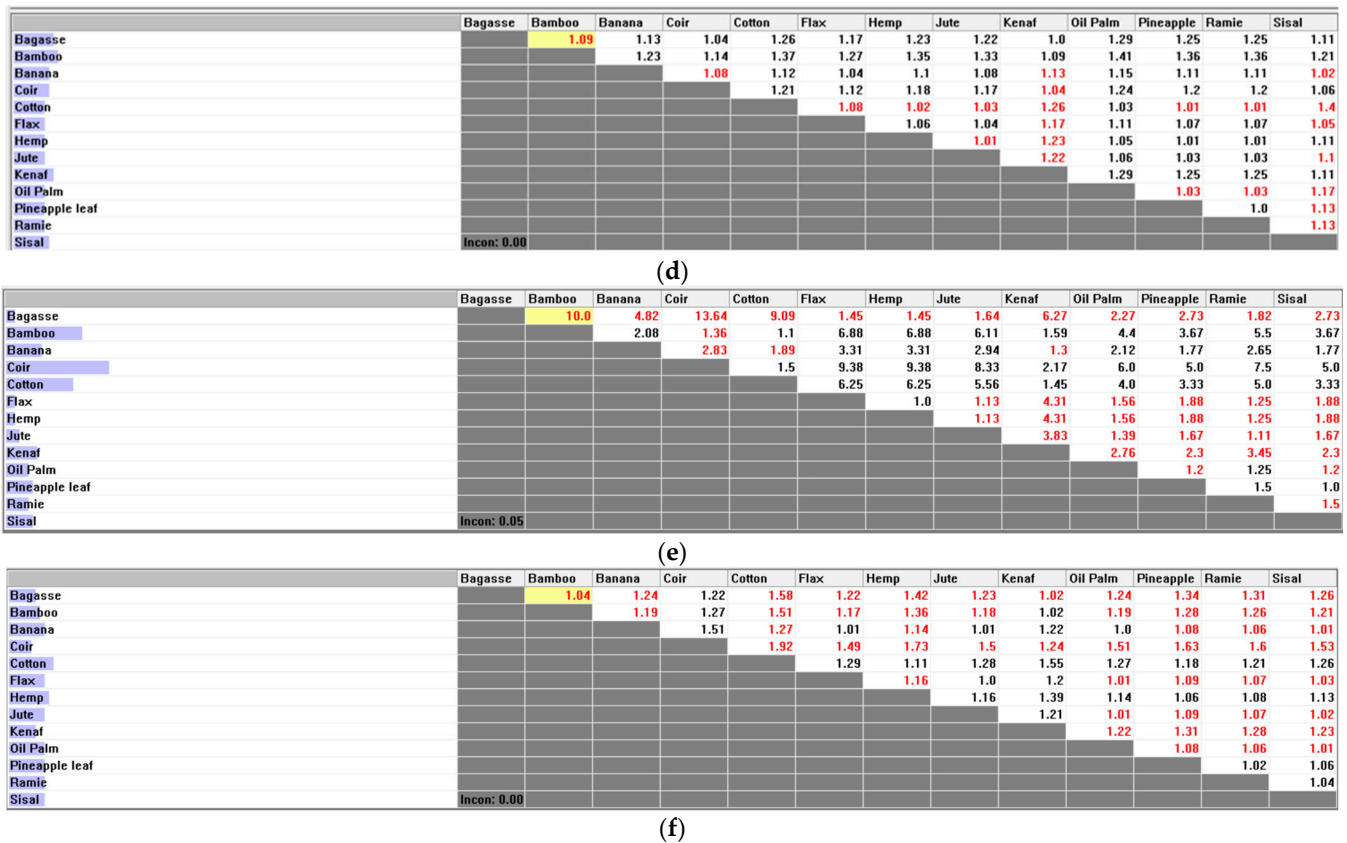 Bagasse Bamboo Banana Coir Cotton Flax Hemp Jute Kenaf Oil Palm Pineapple Ramie Sisal
Bagasse 1.09 1.13 1.04 1.26 1.17 1.23 1.22 1.0 1.29 1.25 1.25 1.11
Bamboo 1.23 1.14 1.37 1.27 1.35 1.33 1.09 1.41 1.36 1.36 1.21
Banana 1.08 1.12 1.04 1.1 1.08 1.13 1.15 1.11 1.11 1.02
Coir 1.21 1.12 1.18 1.17 1.04 1.24 1.2 1.2 1.06
Cotton 1.08 1.02 1.03 1.26 1.03 1.01 1.01 1.4
Flax 1.06 1.04 1.17 1.11 1.07 1.07 1.05
Hemp 1.01 1.23 1.05 1.01 1.01 1.11
Jute 1.22 1.06 1.03 1.03 1.1
Kenaf 1.29 1.25 1.25 1.11
Oil Palm 1.03 1.03 1.17
Pineapple leaf 1.0 1.13
Ramie 1.13
Sisal Incon: 0.00
(d)
Bagasse Bamboo Banana Coir Cotton Flax Hemp Jute Kenaf Oil Palm Pineapple Ramie Sisal
Bagasse 10.0 4.82 13.64 9.09 1.45 1.45 1.64 6.27 2.27 2.73 1.82 2.73
Bamboo 2.08 1.36 1.1 6.88 6.88 6.11 1.59 4.4 3.67 5.5 3.67
Banana 2.83 1.89 3.31 3.31 2.94 1.3 2.12 1.77 2.65 1.77
Coir 1.5 9.38 9.38 8.33 2.17 6.0 5.0 7.5 5.0
Cotton 6.25 6.25 5.56 1.45 4.0 3.33 5.0 3.33
Flax 1.0 1.13 4.31 1.56 1.88 1.25 1.88
Hemp 1.13 4.31 1.56 1.88 1.25 1.88
Jute 3.83 1.39 1.67 1.11 1.67
Kenaf 2.76 2.3 3.45 2.3
Oil Palm 1.2 1.25 1.2
Pineapple leaf 1.5 1.0
Ramie 1.5
Sisal Incon: 0.05
(e)
Bagasse Bamboo Banana Coir Cotton Flax Hemp Jute Kenaf Oil Palm Pineapple Ramie Sisal
Bagasse 1.04 1.24 1.22 1.58 1.22 1.42 1.23 1.02 1.24 1.34 1.31 1.26
Bamboo 1.19 1.27 1.51 1.17 1.36 1.18 1.02 1.19 1.28 1.26 1.21
Banana 1.51 1.27 1.01 1.14 1.01 1.22 1.0 1.08 1.06 1.01
Coir 1.92 1.49 1.73 1.5 1.24 1.51 1.63 1.6 1.53
Cotton 1.29 1.11 1.28 1.55 1.27 1.18 1.21 1.26
Flax 1.16 1.0 1.2 1.01 1.09 1.07 1.03
Hemp 1.16 1.39 1.14 1.06 1.08 1.13
Jute 1.21 1.01 1.09 1.07 1.02
Kenaf 1.22 1.31 1.28 1.23
Oil Palm 1.08 1.06 1.01
Pineapple leaf 1.02 1.06
Ramie 1.04
Sisal Incon: 0.00
(f)